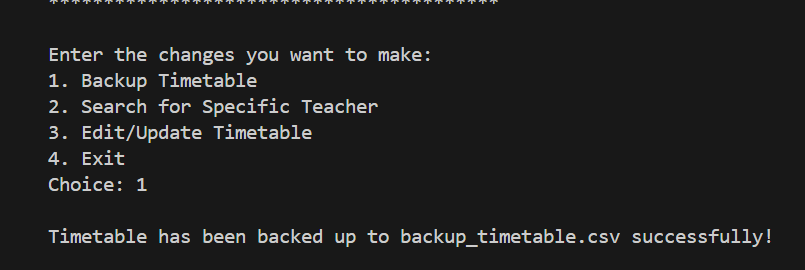 *****************************************
Enter the changes you want to make:
1. Backup Timetable
2. Search for Specific Teacher
3. Edit/Update Timetable
4. Exit
Choice: 1
Timetable has been backed up to backup_timetable.csv successfully!